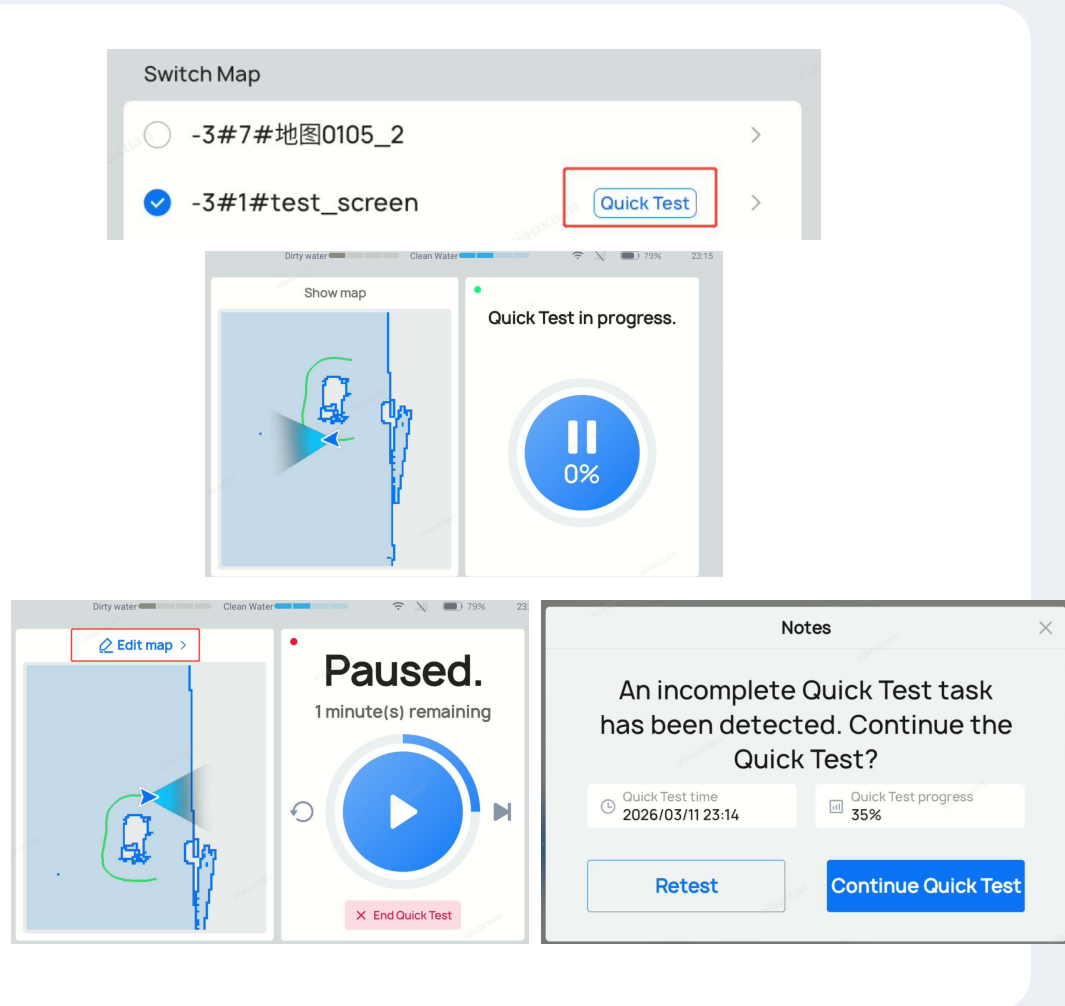 Switch Map
-3#7#地图0105_2
-3#1#test_screen
Quick Test
Dirty water
Clean Water
79%
23:15
Show map
Quick Test in progress.
0%
Dirty water
Clean Water
79%
Edit map
Paused.
1 minute(s) remaining
End Quick Test
Notes
An incomplete Quick Test task
has been detected. Continue the
Quick Test?
Quick Test time
2026/03/11 23:14
Quick Test progress
35%
Retest
Continue Quick Test